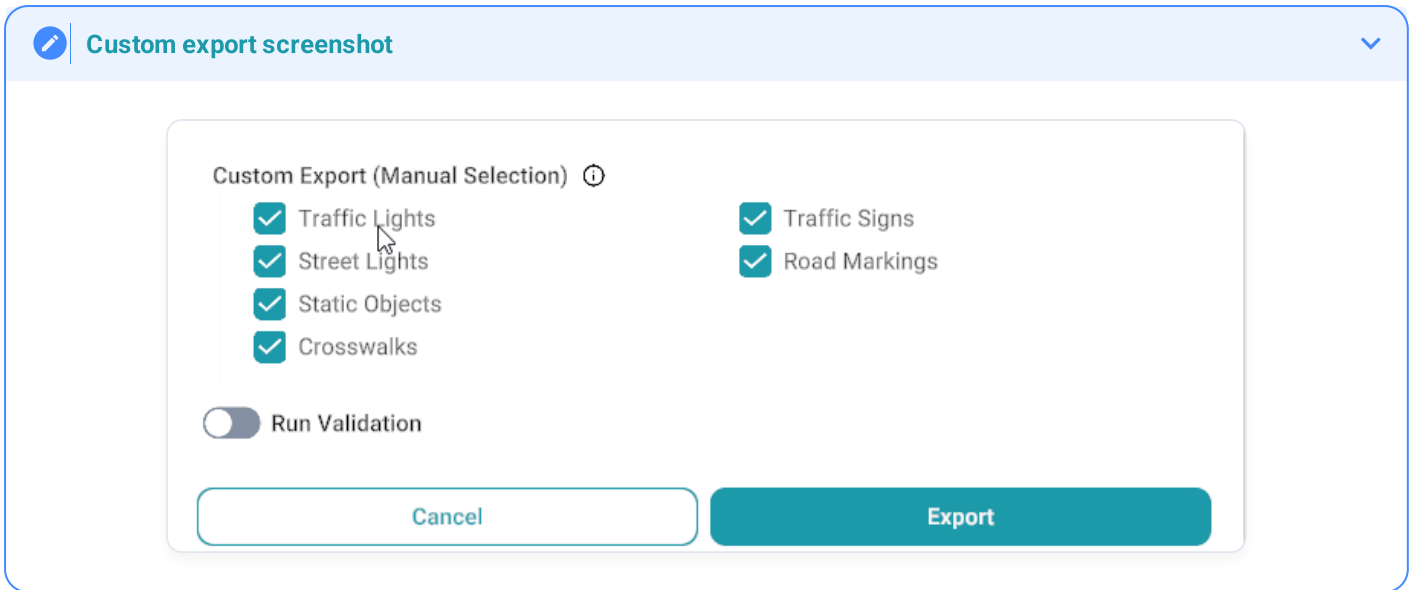 Custom export screenshot
Custom Export (Manual Selection)
Traffic Lights
Traffic Signs
Street Lights
Road Markings
Static Objects
Crosswalks
Run Validation
Cancel
Export